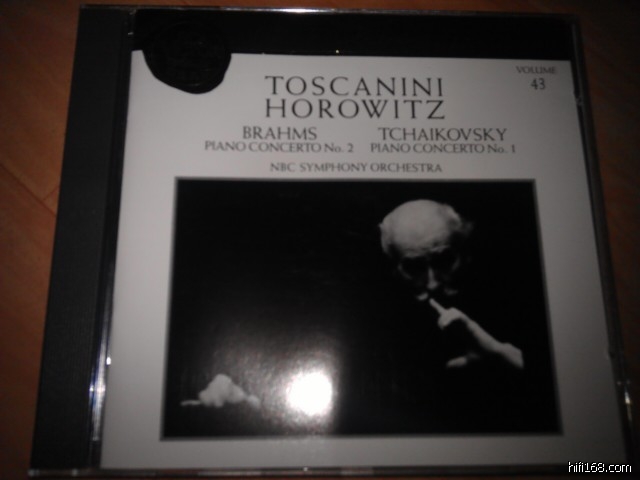 VOLUME
43
TOSCANINI
HOROWITZ
BRAHMS
PIANO CONCERTO No. 2
TCHAIKOVSKY
PIANO CONCERTO No. 1
NBC SYMPHONY ORCHESTRA
hifi168.com